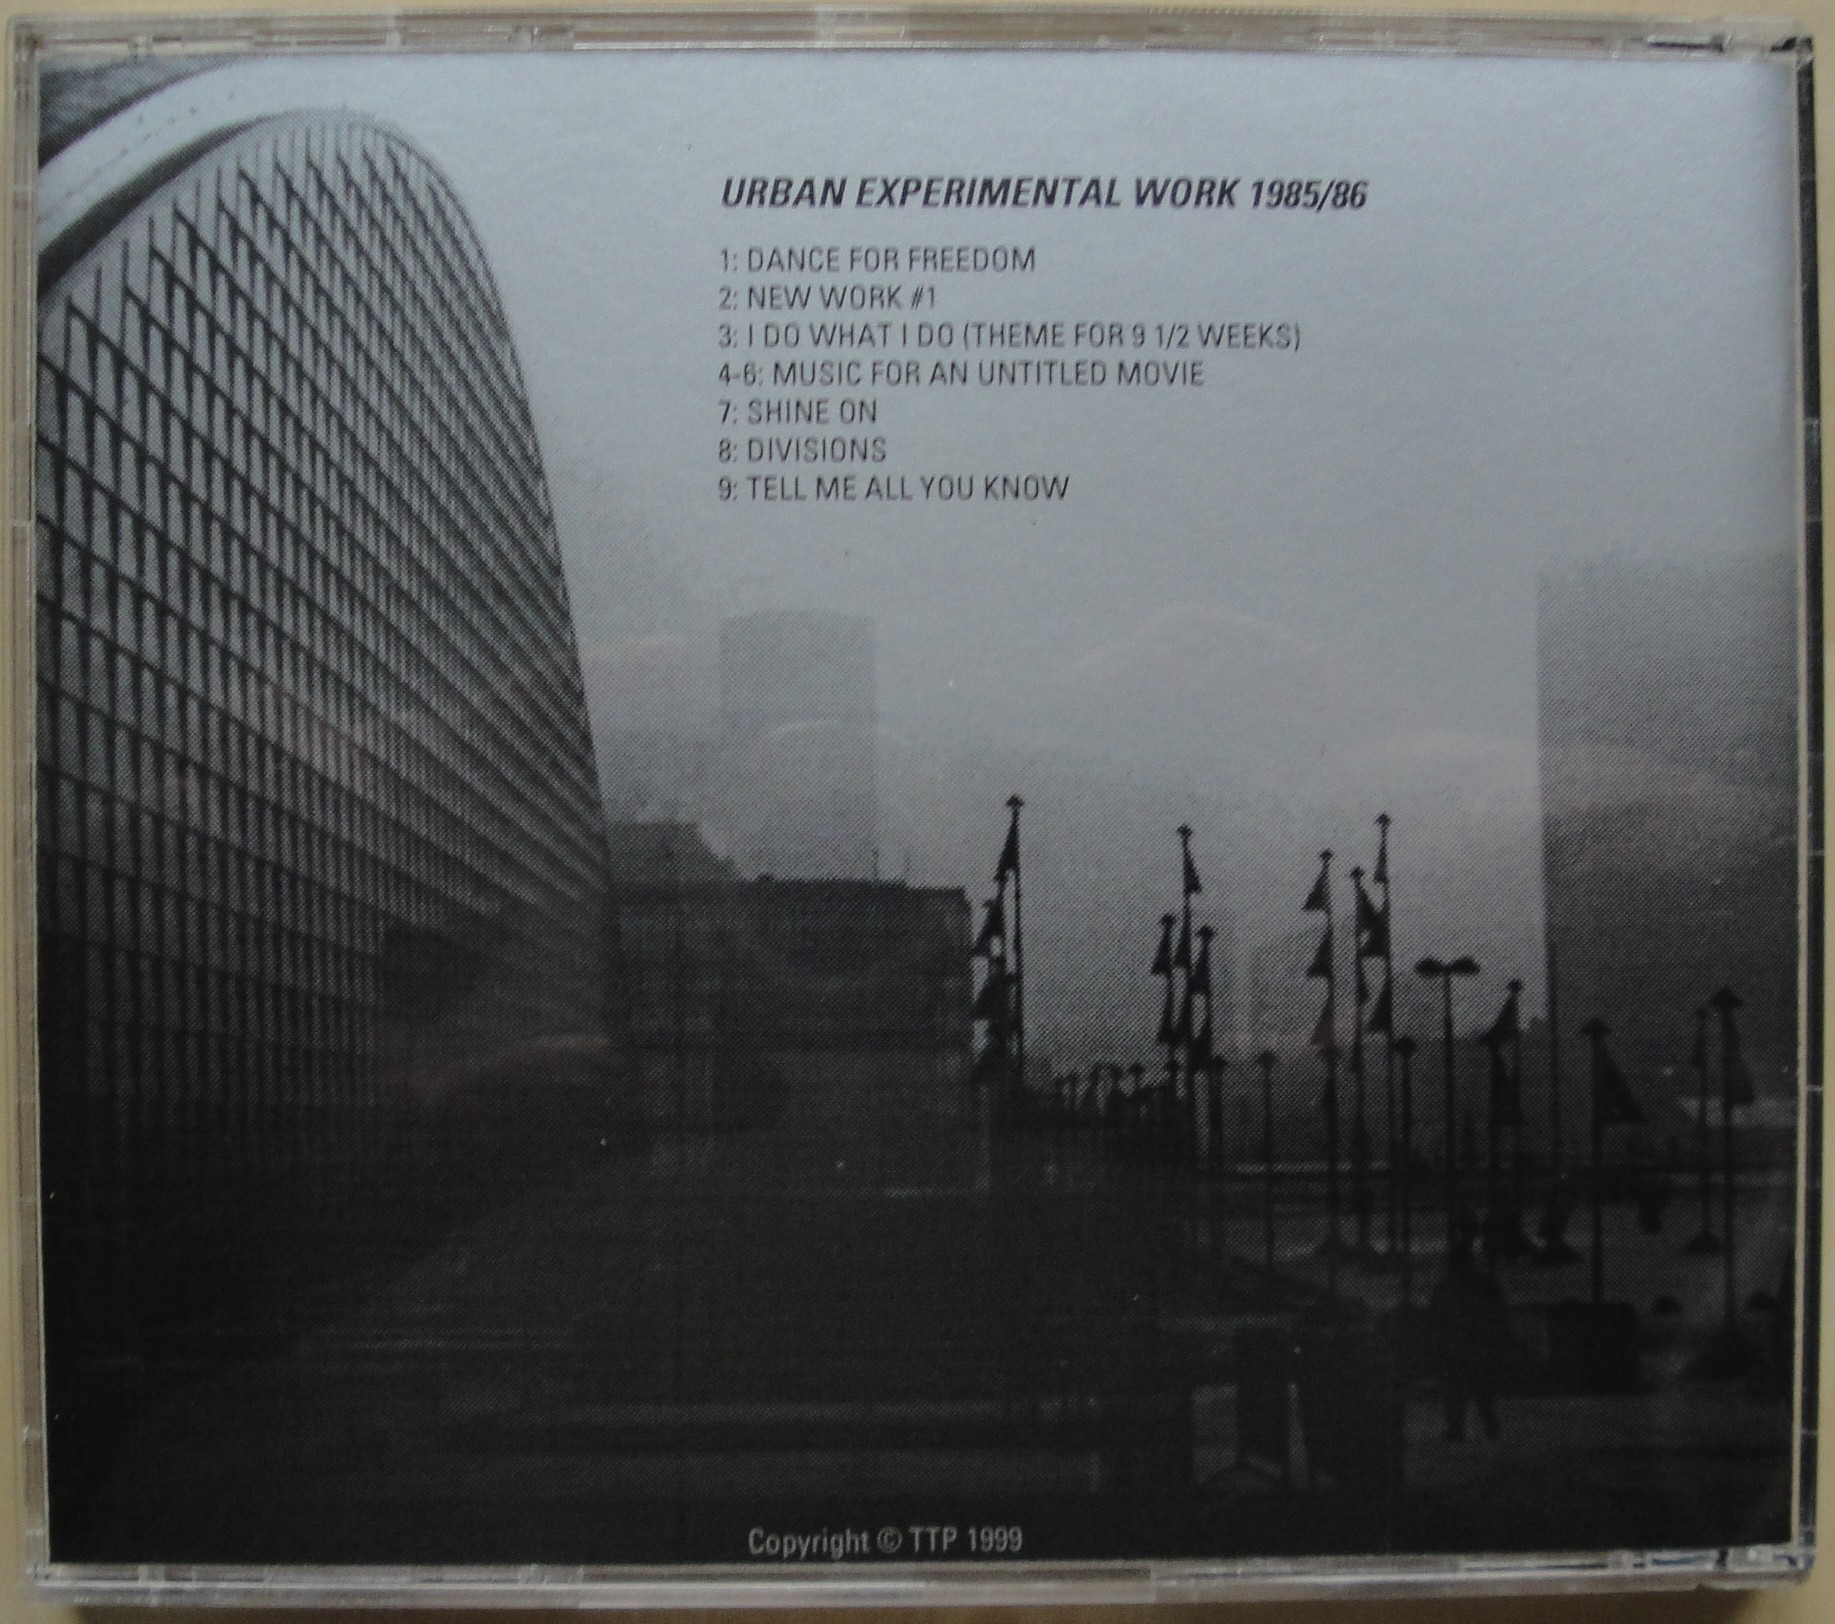 URBAN EXPERIMENTAL WORK 1985/86
1: DANCE FOR FREEDOM
2: NEW WORK #1
3: I DO WHAT I DO (THEME FOR 9 1/2 WEEKS)
4-6: MUSIC FOR AN UNTITLED MOVIE
7: SHINE ON
8: DIVISIONS
9: TELL ME ALL YOU KNOW
Copyright © TTP 1999